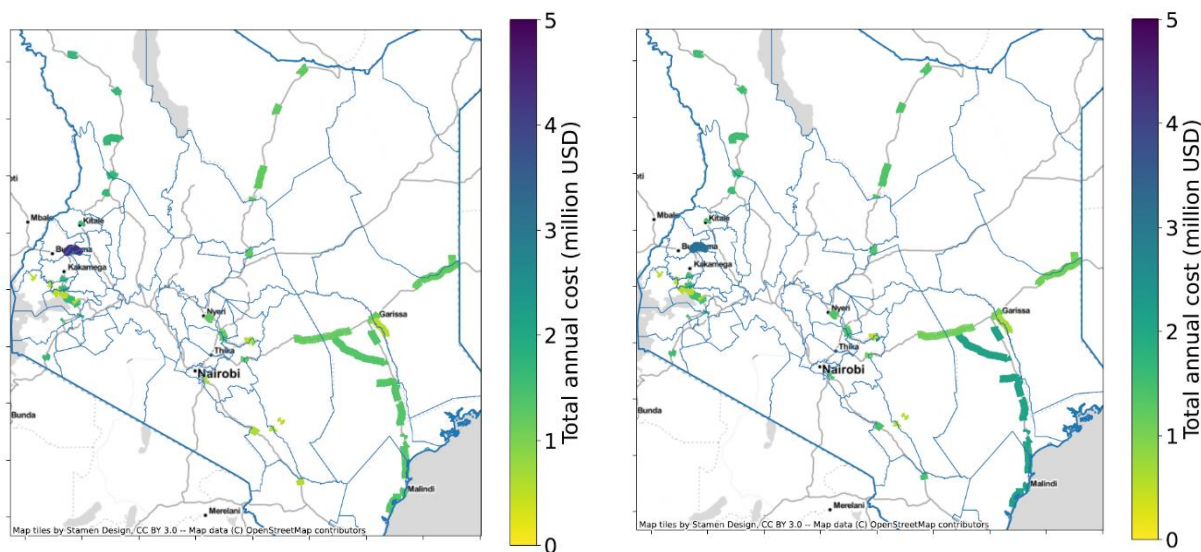 Mbale
Kitale
Kakamega
Nyeri
Garissa
Thika
Nairobi
Bunda
Malindi
Merelani
Map tiles by Stamen Design, CC BY 3.0 -- Map data (C) OpenStreetMap contributors
5
4
3
2
1
0
Total annual cost (million USD)
oti
Mbale
Kitale
Kakamega
Nyeri
Garissa
Thika
Nairobi
Bunda
Malindi
Merelani
Map tiles by Stamen Design, CC BY 3.0 -- Map data (C) OpenStreetMap contributors
5
4
3
2
1
0
Total annual cost (million USD)